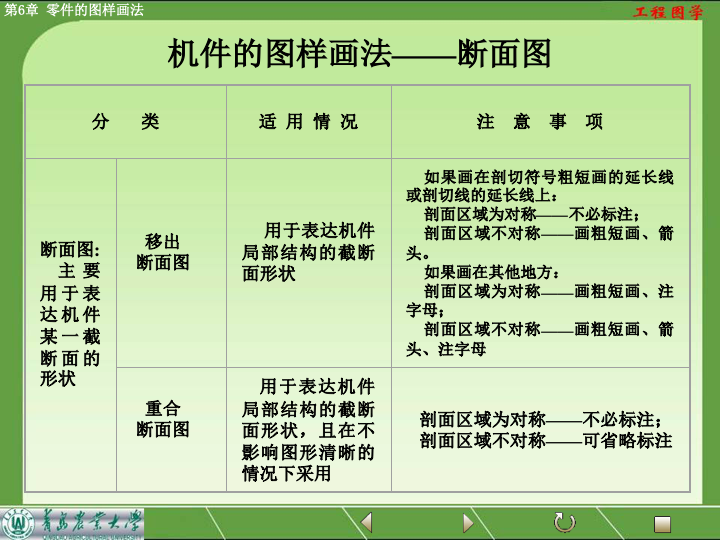 第6章 零件的图样画法
工程图学
机件的图样画法——断面图
分 类
适 用 情 况
注 意 事 项
断面图:
主 要
用于表
达机件
某一截
断面的
形状
移出
断面图
用于表达机件
局部结构的截断
面形状
如果画在剖切符号粗短画的延长线
或剖切线的延长线上：
剖面区域为对称——不必标注；
剖面区域不对称——画粗短画、箭
头。
如果画在其他地方：
剖面区域为对称——画粗短画、注
字母；
剖面区域不对称——画粗短画、箭
头、注字母
重合
断面图
用于表达机件
局部结构的截断
面形状，且在不
影响图形清晰的
情况下采用
剖面区域为对称——不必标注；
剖面区域不对称——可省略标注
青岛农业大学